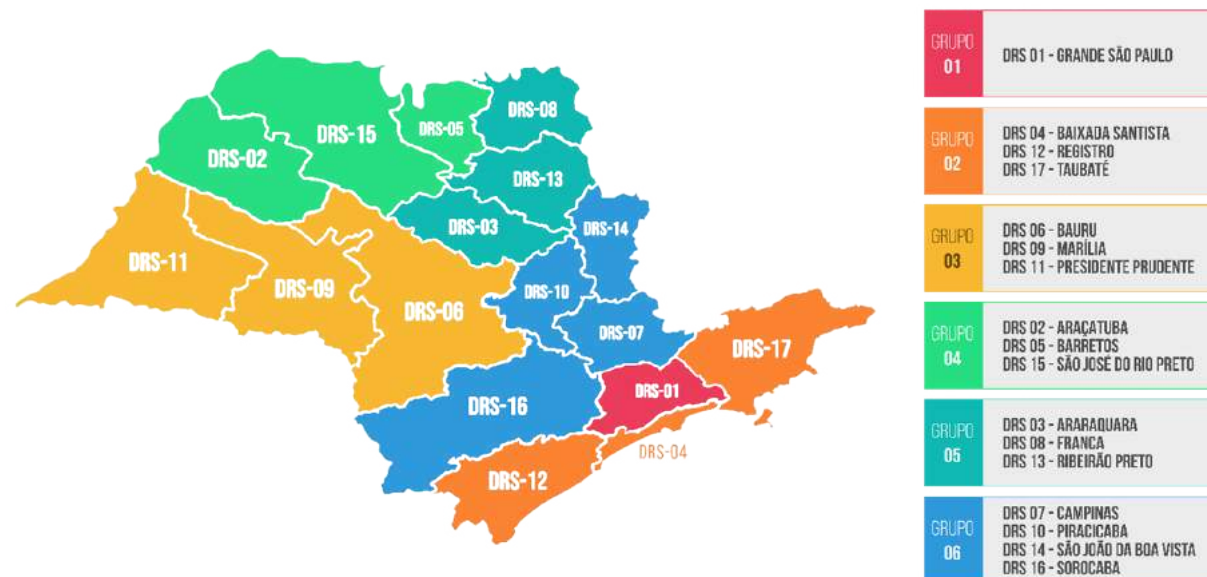 DRS-08
DRS-15
DRS-05
DRS-02
DRS-13
DRS-03
DRS-14
DRS-11
DRS-09
DRS-10
DRS-06
DRS-07
DRS-17
DRS-01
DRS-16
DRS-04
DRS-12
GRUPO
01
DRS 01 - GRANDE SÃO PAULO
GRUPO
02
DRS 04 - BAIXADA SANTISTA
DRS 12 - REGISTRO
DRS 17 - TAUBATÉ
GRUPO
03
DRS 06 - BAURU
DRS 09 - MARÍLIA
DRS 11 - PRESIDENTE PRUDENTE
GRUPO
04
DRS 02 - ARAÇATUBA
DRS 05 - BARRETOS
DRS 15 - SÃO JOSÉ DO RIO PRETO
GRUPO
05
DRS 03 - ARARAQUARA
DRS 08 - FRANCA
DRS 13 - RIBEIRÃO PRETO
GRUPO
06
DRS 07 - CAMPINAS
DRS 10 - PIRACICABA
DRS 14 - SÃO JOÃO DA BOA VISTA
DRS 16 - SOROCABA